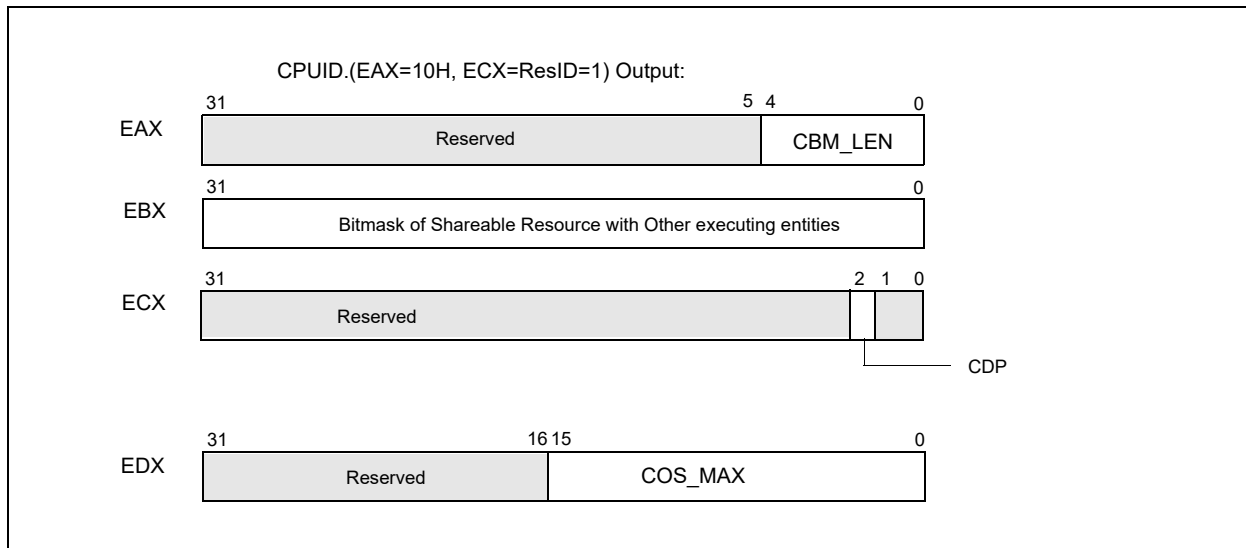 CPUID.(EAX=10H, ECX=ResID=1) Output:
31 5 4 0
EAX Reserved CBM_LEN
31 0
EBX Bitmask of Shareable Resource with Other executing entities
31 2 1 0
ECX Reserved
CDP
31 16 15 0
EDX Reserved COS_MAX